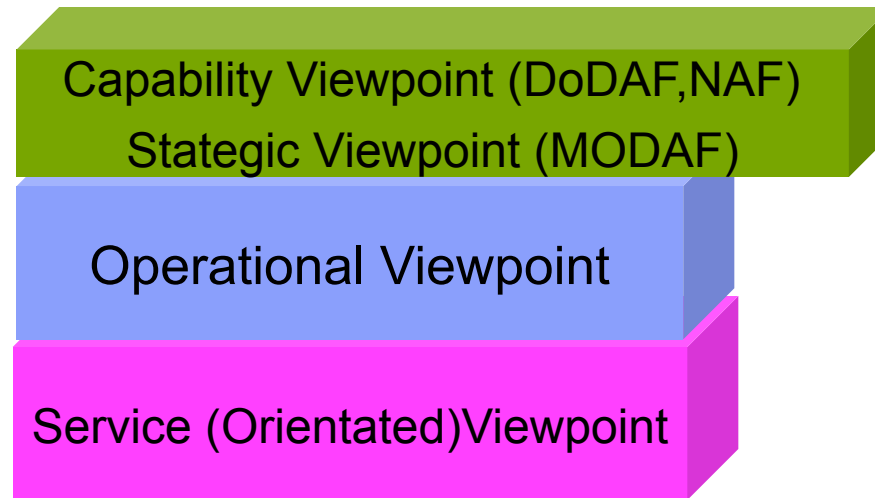 Capability Viewpoint (DoDAF,NAF)
Stategic Viewpoint (MODAF)
Operational Viewpoint
Service (Orientated)Viewpoint